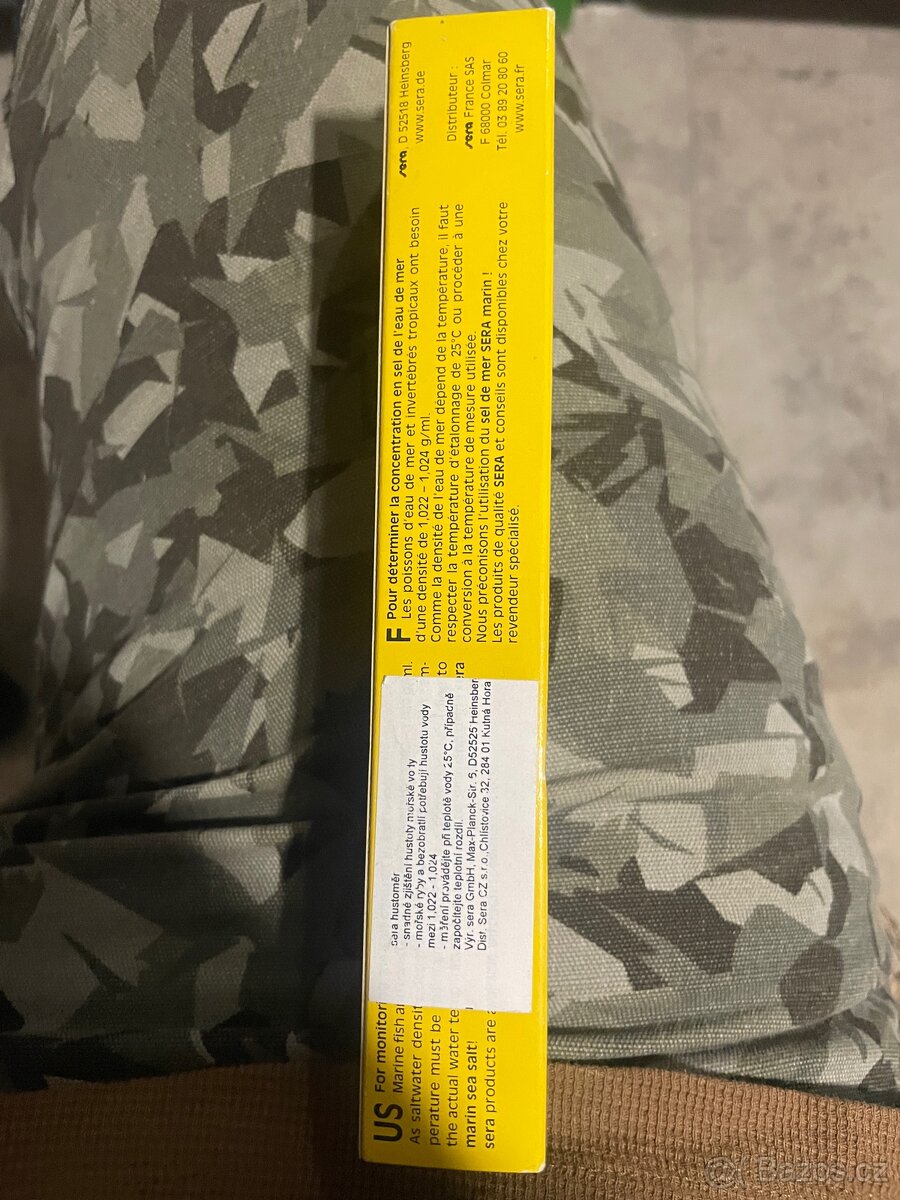 US For monitori
Marine fish a
As saltwater densit
perature must be
the actual water te
marin sea salt!
sera products are
ml.
m-
to
era
sera hustoměr
- snadné zjištění hustoty mořské vody
- mořské ryby a bezobratlí potřebují hustotu vody
mezi 1,022 - 1,024
- měření provádějte při teplotě vody 25°C, případně
započítejte teplotní rozdíl.
Výr. sera GmbH, Max-Planck-Str. 5, D52525 Heinsber
Dist. Sera CZ s.r.o.,Chlístovice 32, 284 01 Kutná Hora
F Pour déterminer la concentration en sel de l'eau de mer
Les poissons d'eau de mer et invertébrés tropicaux ont besoin
d'une densité de 1,022 – 1,024 g/ml.
Comme la densité de l'eau de mer dépend de la température, il faut
respecter la température d'étalonnage de 25°C ou procéder à une
conversion à la température de mesure utilisée.
Nous préconisons l'utilisation du sel de mer SERA marin !
Les produits de qualité SERA et conseils sont disponibles chez votre
revendeur spécialisé.
sera, D 52518 Heinsberg
www.sera.de
Distributeur :
sera France SAS
F 68000 Colmar
Tél. 03 89 20 80 60
www.sera.fr
Bazos.cz